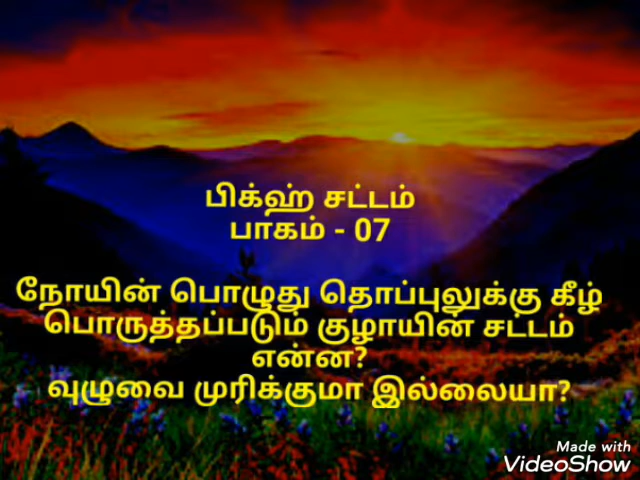 பிக்ஹ் சட்டம்
பாகம் - 07
நோயின் பொழுது தொப்புலுக்கு கீழ்
பொருத்தப்படும் குழாயின் சட்டம்
என்ன?
வுழுவை முரிக்குமா இல்லையா?
Made with
VideoShow